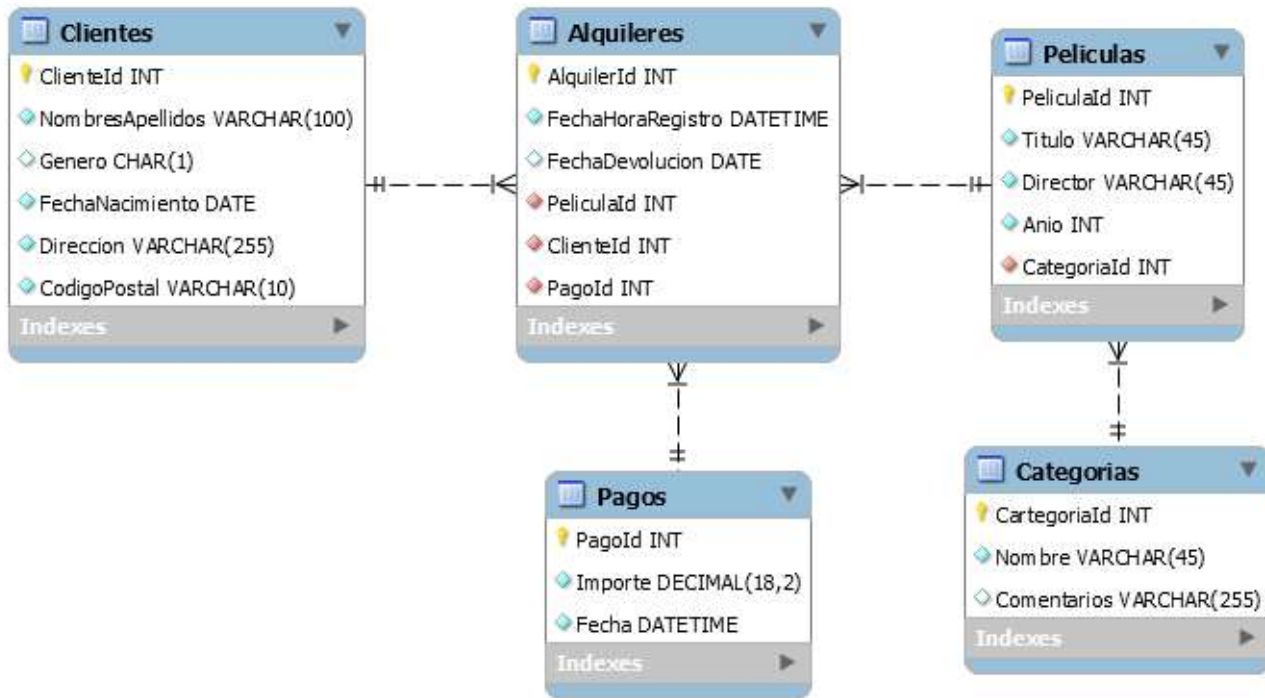 Clientes
ClienteId INT
NombresApellidos VARCHAR(100)
Genero CHAR(1)
FechaNacimiento DATE
Direccion VARCHAR(255)
CodigoPostal VARCHAR(10)
Indexes
Alquileres
AlquilerId INT
FechaHoraRegistro DATETIME
FechaDevolucion DATE
PeliculaId INT
ClienteId INT
PagoId INT
Indexes
Peliculas
PeliculaId INT
Titulo VARCHAR(45)
Director VARCHAR(45)
Anio INT
CategoriaId INT
Indexes
Pagos
PagoId INT
Importe DECIMAL(18,2)
Fecha DATETIME
Indexes
Categorias
CartegoriaId INT
Nombre VARCHAR(45)
Comentarios VARCHAR(255)
Indexes